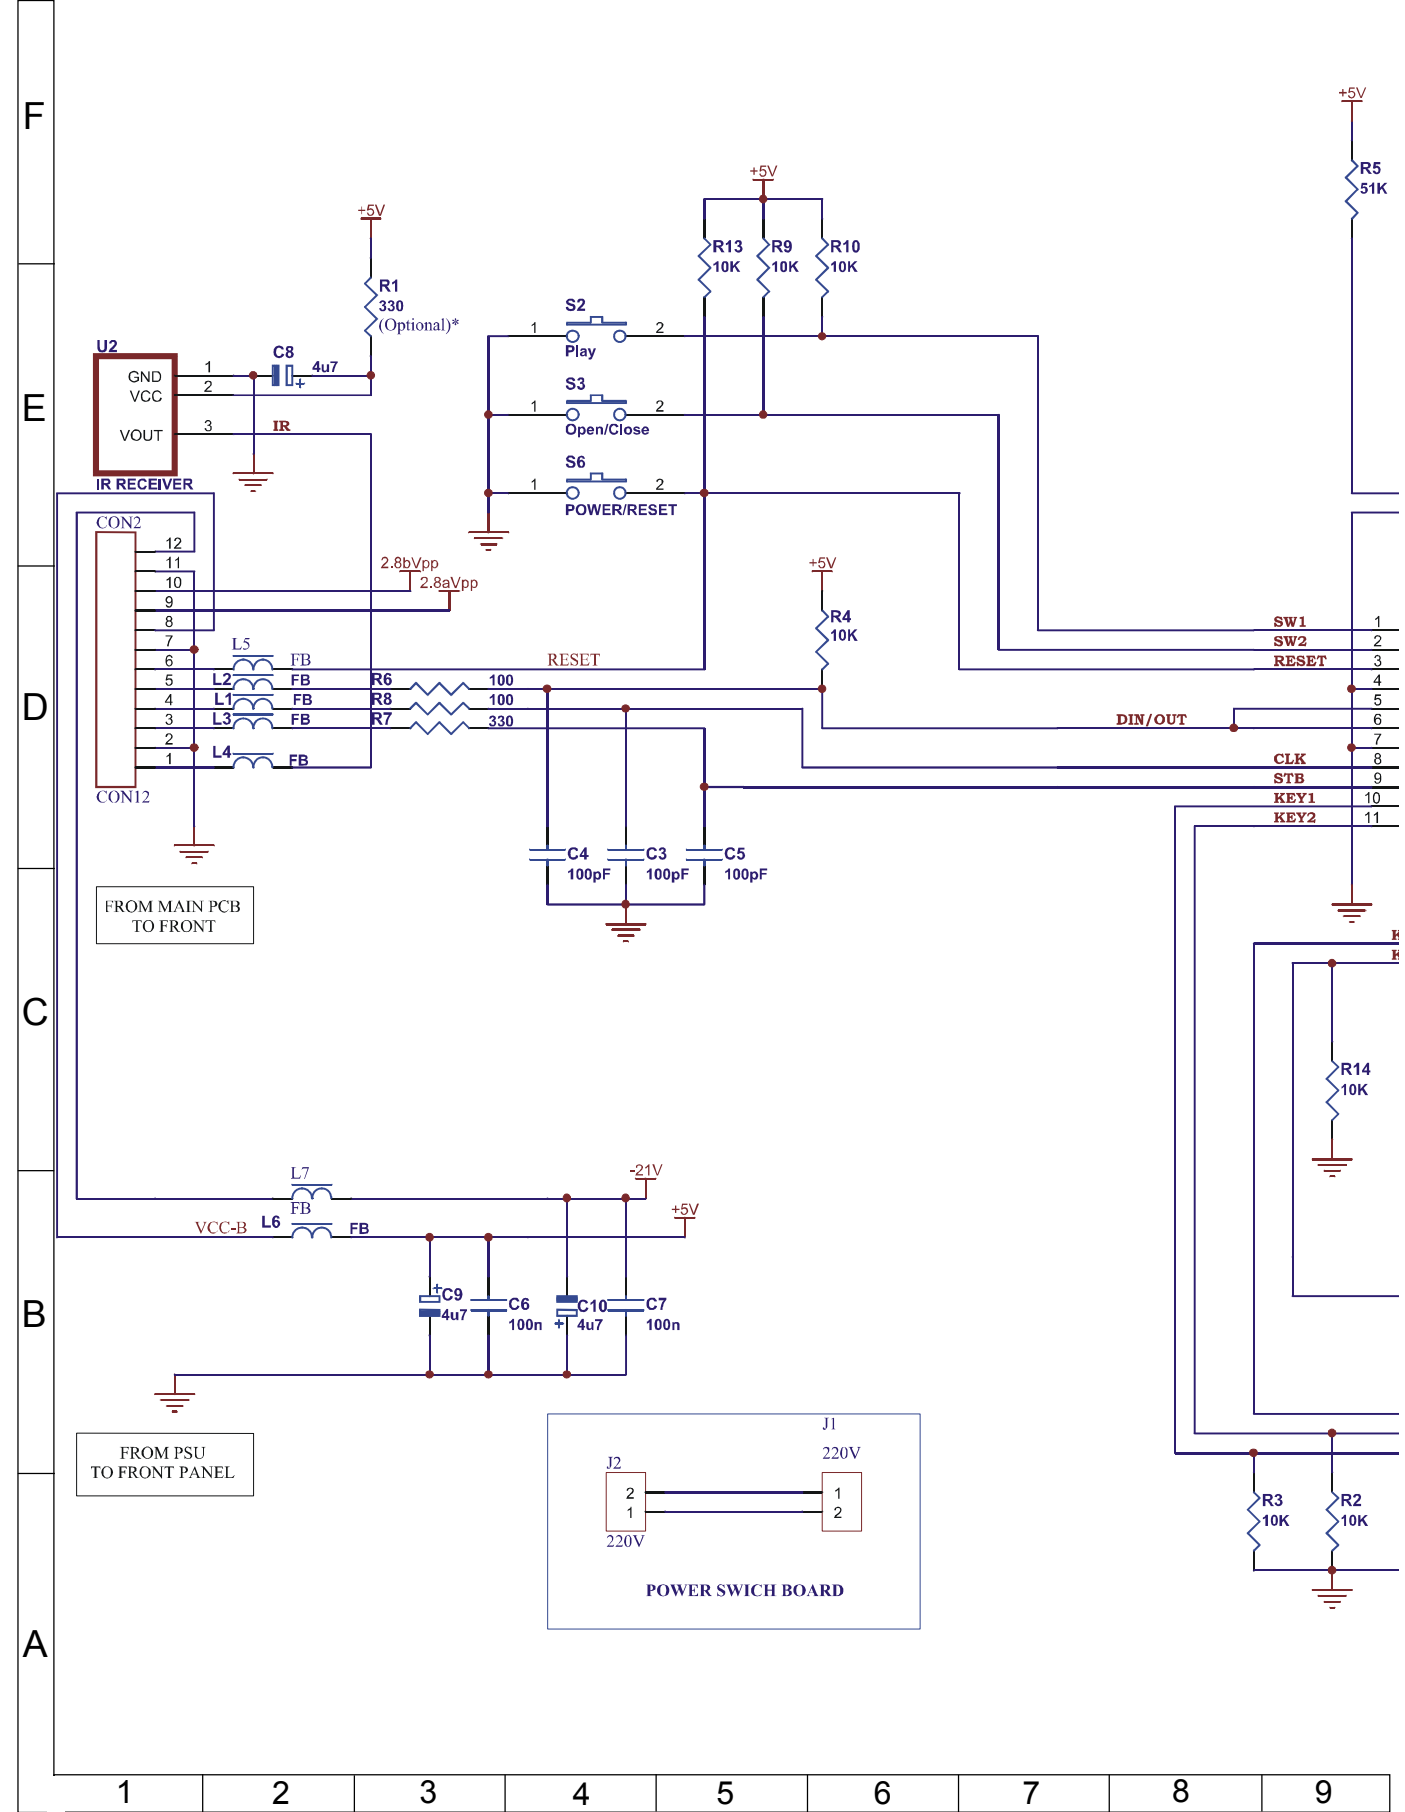 F
+5V
R5
51K
+5V
+5V
R13
10K
R9
10K
R10
10K
R1
330
(Optional)*
S2
1
2
Play
U2
GND
VCC
VOUT
1
2
3
C8
4u7
+
IR
IR RECEIVER
E
S3
1
2
Open/Close
S6
1
2
POWER/RESET
CON2
12
11
10
9
8
7
6
5
4
3
2
1
CON12
2.8bVpp
2.8aVpp
+5V
R4
10K
L5
FB
RESET
L2
FB
R6
100
L1
FB
R8
100
L3
FB
R7
330
L4
FB
D
SW1
1
SW2
2
RESET
3
4
5
DIN/OUT
6
7
CLK
8
STB
9
KEY1
10
KEY2
11
C4
100pF
C3
100pF
C5
100pF
FROM MAIN PCB
TO FRONT
C
R14
10K
L7
FB
-21V
VCC-B
L6
FB
+5V
B
+
C9
4u7
C6
100n
C10
4u7
+
C7
100n
FROM PSU
TO FRONT PANEL
J1
220V
J2
2
1
1
2
220V
POWER SWICH BOARD
R3
10K
R2
10K
A
1
2
3
4
5
6
7
8
9